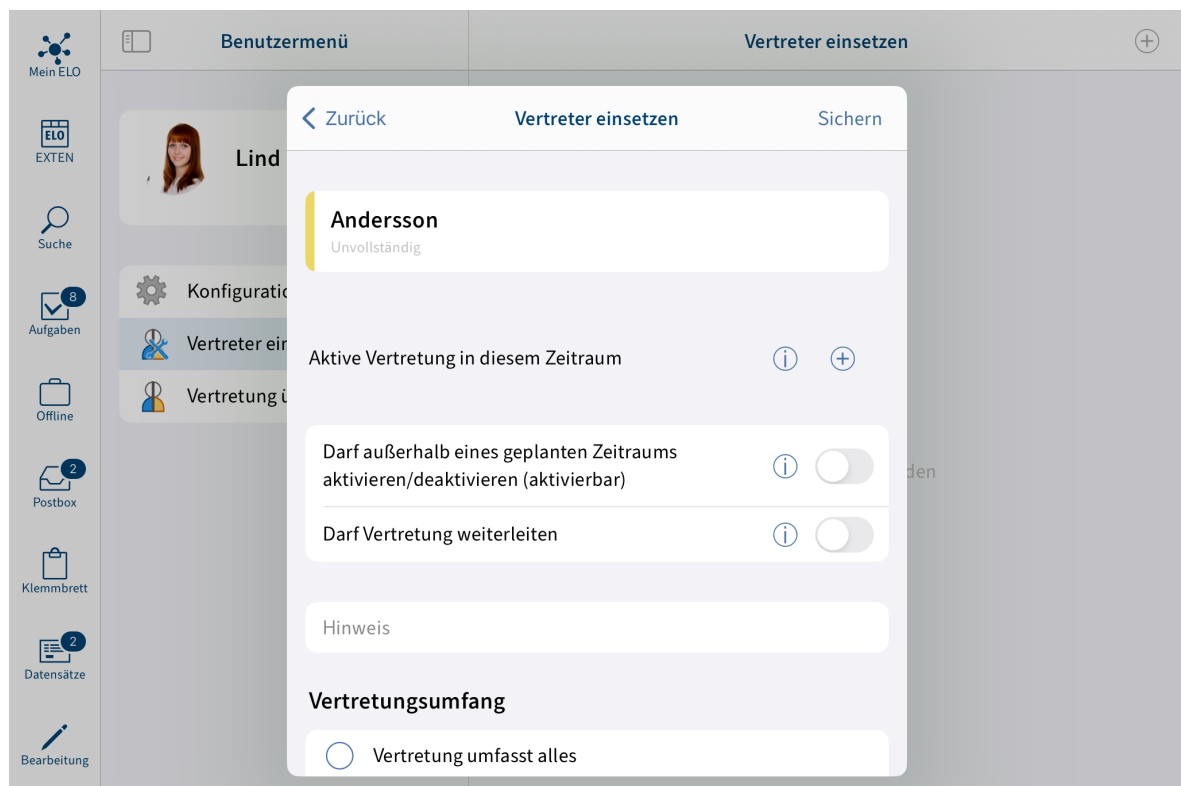 Mein ELO
ELO
EXTEN
Suche
8
Aufgaben
Offline
2
Postbox
Klemmbrett
2
Datensätze
Bearbeitung
Benutzermenü
Lind
Konfiguratio
Vertreter ein
Vertretung ü
Vertreter einsetzen
Zurück
Vertreter einsetzen
Sichern
Andersson
Unvollständig
Aktive Vertretung in diesem Zeitraum
Darf außerhalb eines geplanten Zeitraums
aktivieren/deaktivieren (aktivierbar)
Darf Vertretung weiterleiten
Hinweis
Vertretungsumfang
Vertretung umfasst alles
den